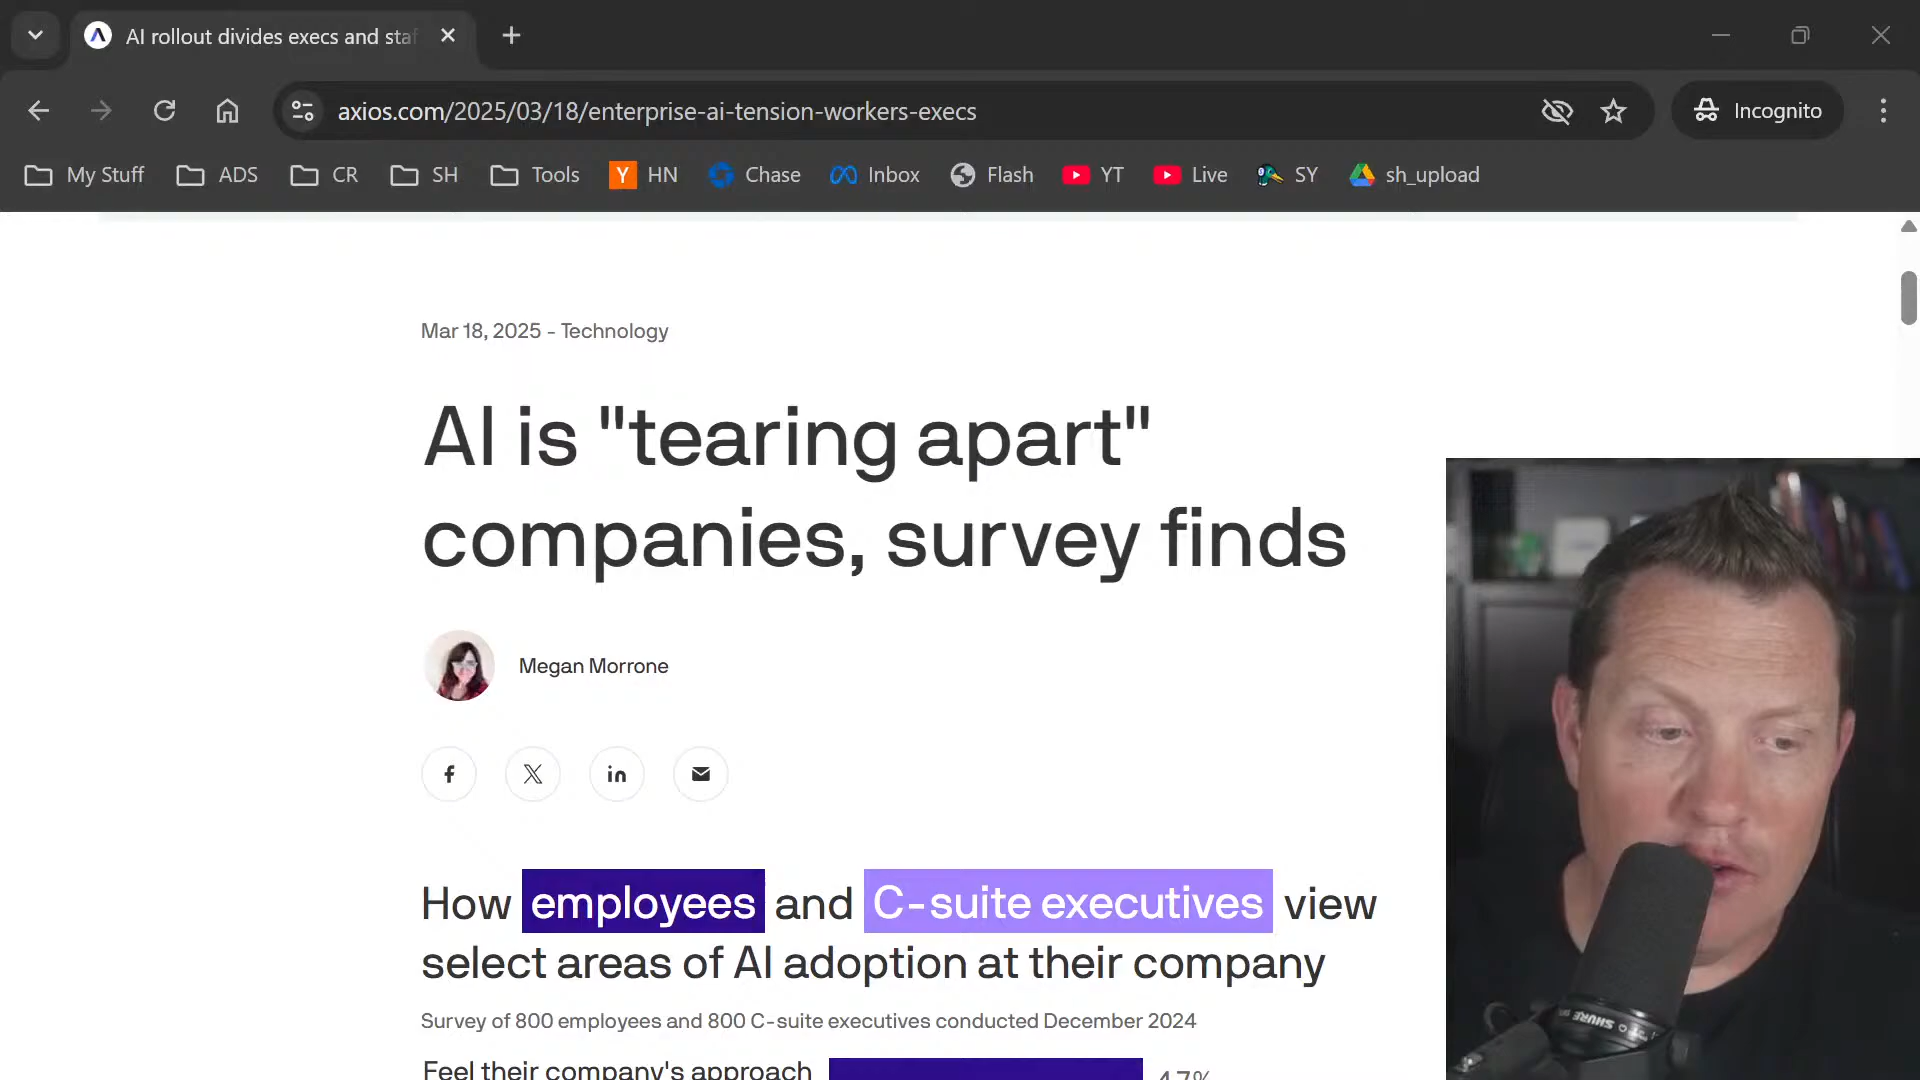 AI rollout divides execs and staf
axios.com/2025/03/18/enterprise-ai-tension-workers-execs
Incognito
My Stuff
ADS
CR
SH
Tools
Y
HN
Chase
Inbox
Flash
YT
Live
SY
sh_upload
Mar 18, 2025 - Technology
AI is "tearing apart"
companies, survey finds
Megan Morrone
How employees and C-suite executives view
select areas of AI adoption at their company
Survey of 800 employees and 800 C-suite executives conducted December 2024
Feel their company's approach
47%
SHURE